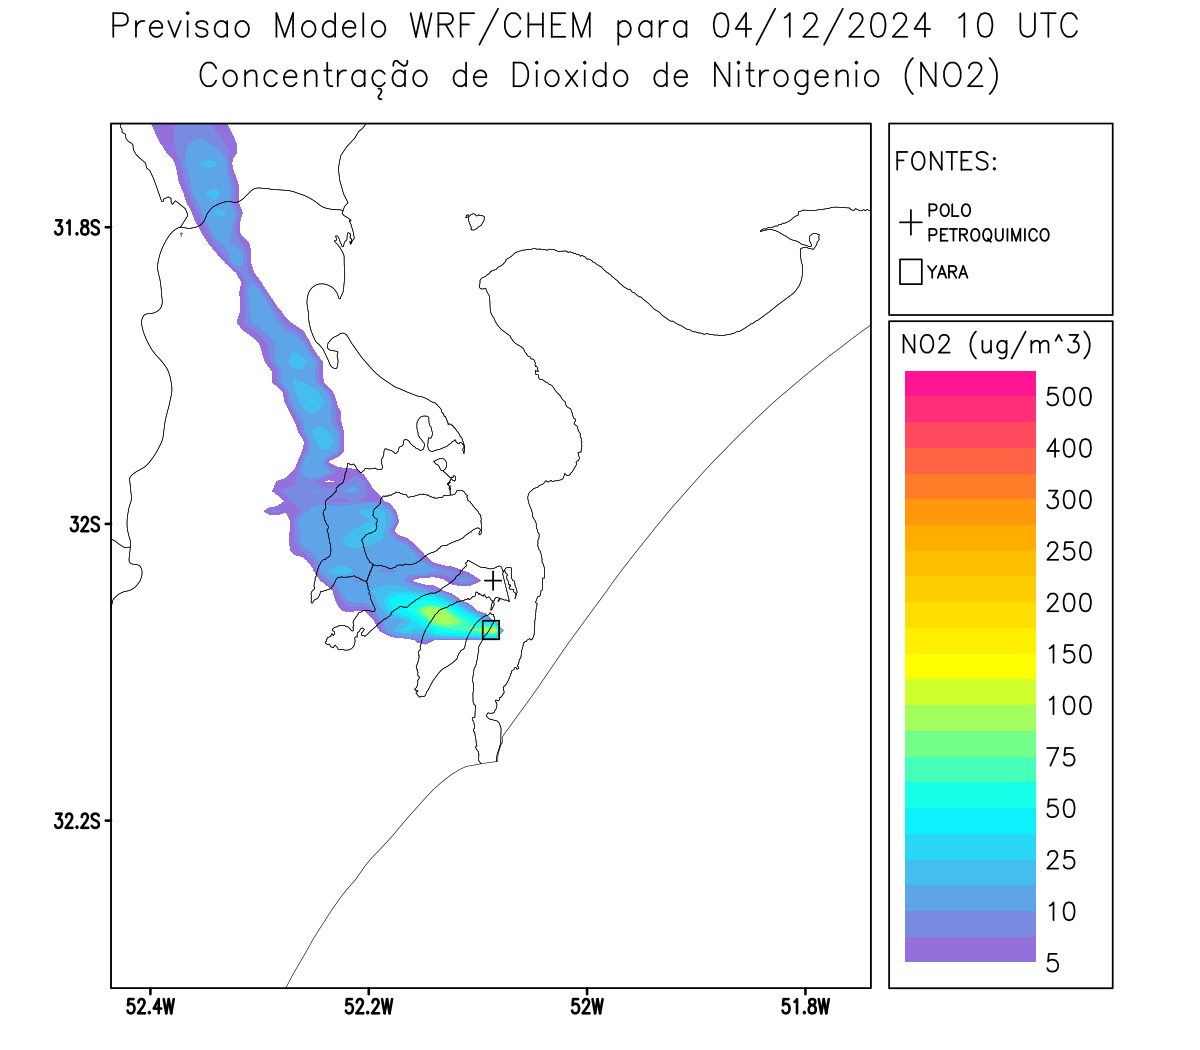 Previsao Modelo WRF/CHEM para 04/12/2024 10 UTC
Concentração de Dioxido de Nitrogenio (NO2)
FONTES:
POLO
PETROQUIMICO
YARA
NO2 (ug/m^3)
500
400
300
250
200
150
100
75
50
25
10
5
31.8S
32S
32.2S
52.4W
52.2W
52W
51.8W